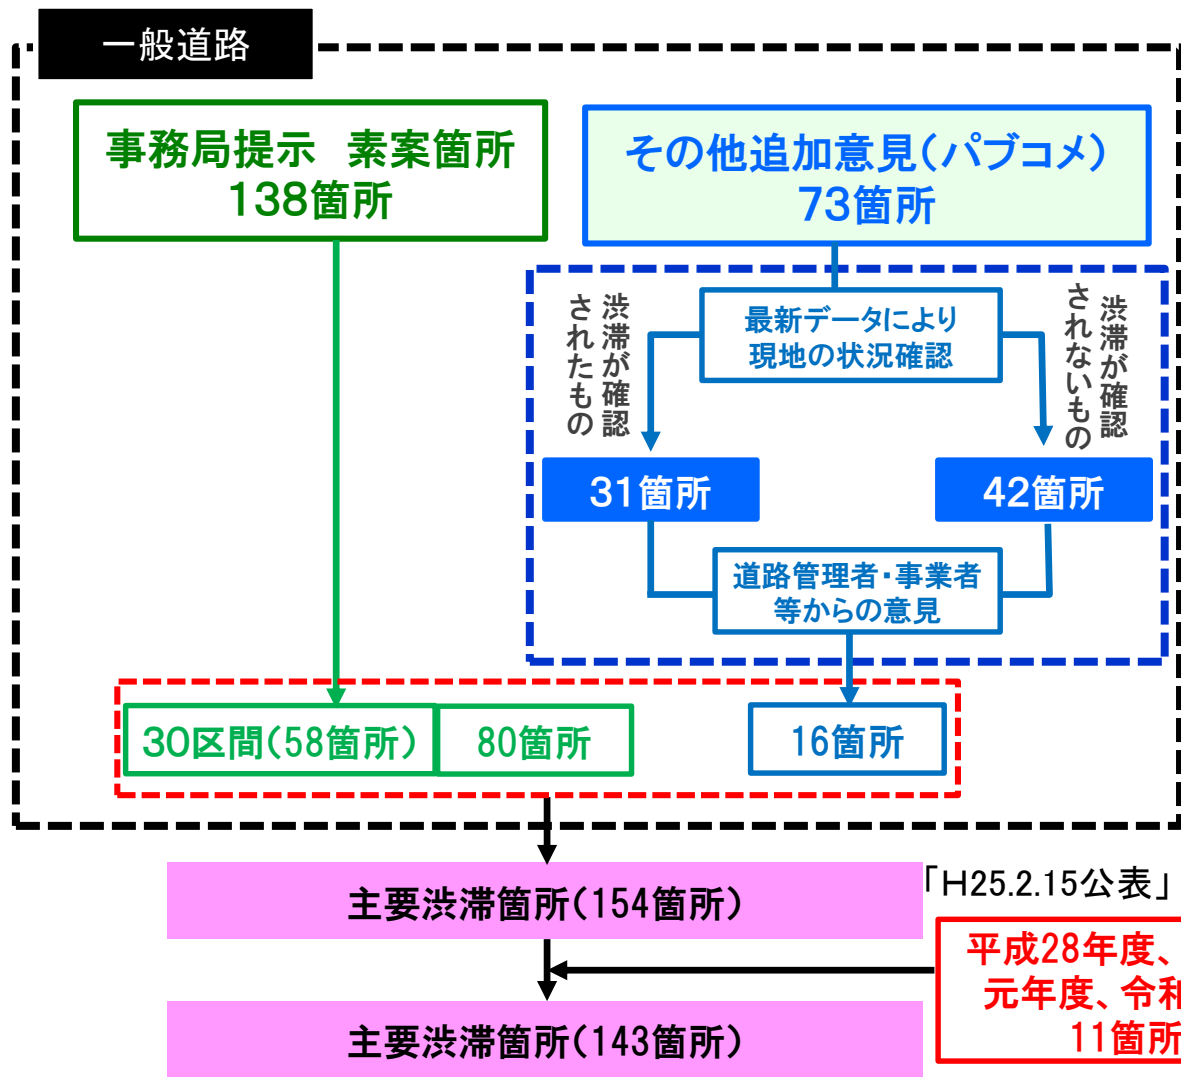 一般道路
事務局提示　素案箇所
138箇所
その他追加意見（パブコメ）
73箇所
最新データにより
現地の状況確認
渋滞が確認
されたもの
渋滞が確認
されないもの
31箇所
42箇所
道路管理者・事業者
等からの意見
30区間（58箇所）
80箇所
16箇所
主要渋滞箇所（154箇所）
「H25.2.15公表」
平成28年度、
元年度、令和
11箇所
主要渋滞箇所（143箇所）